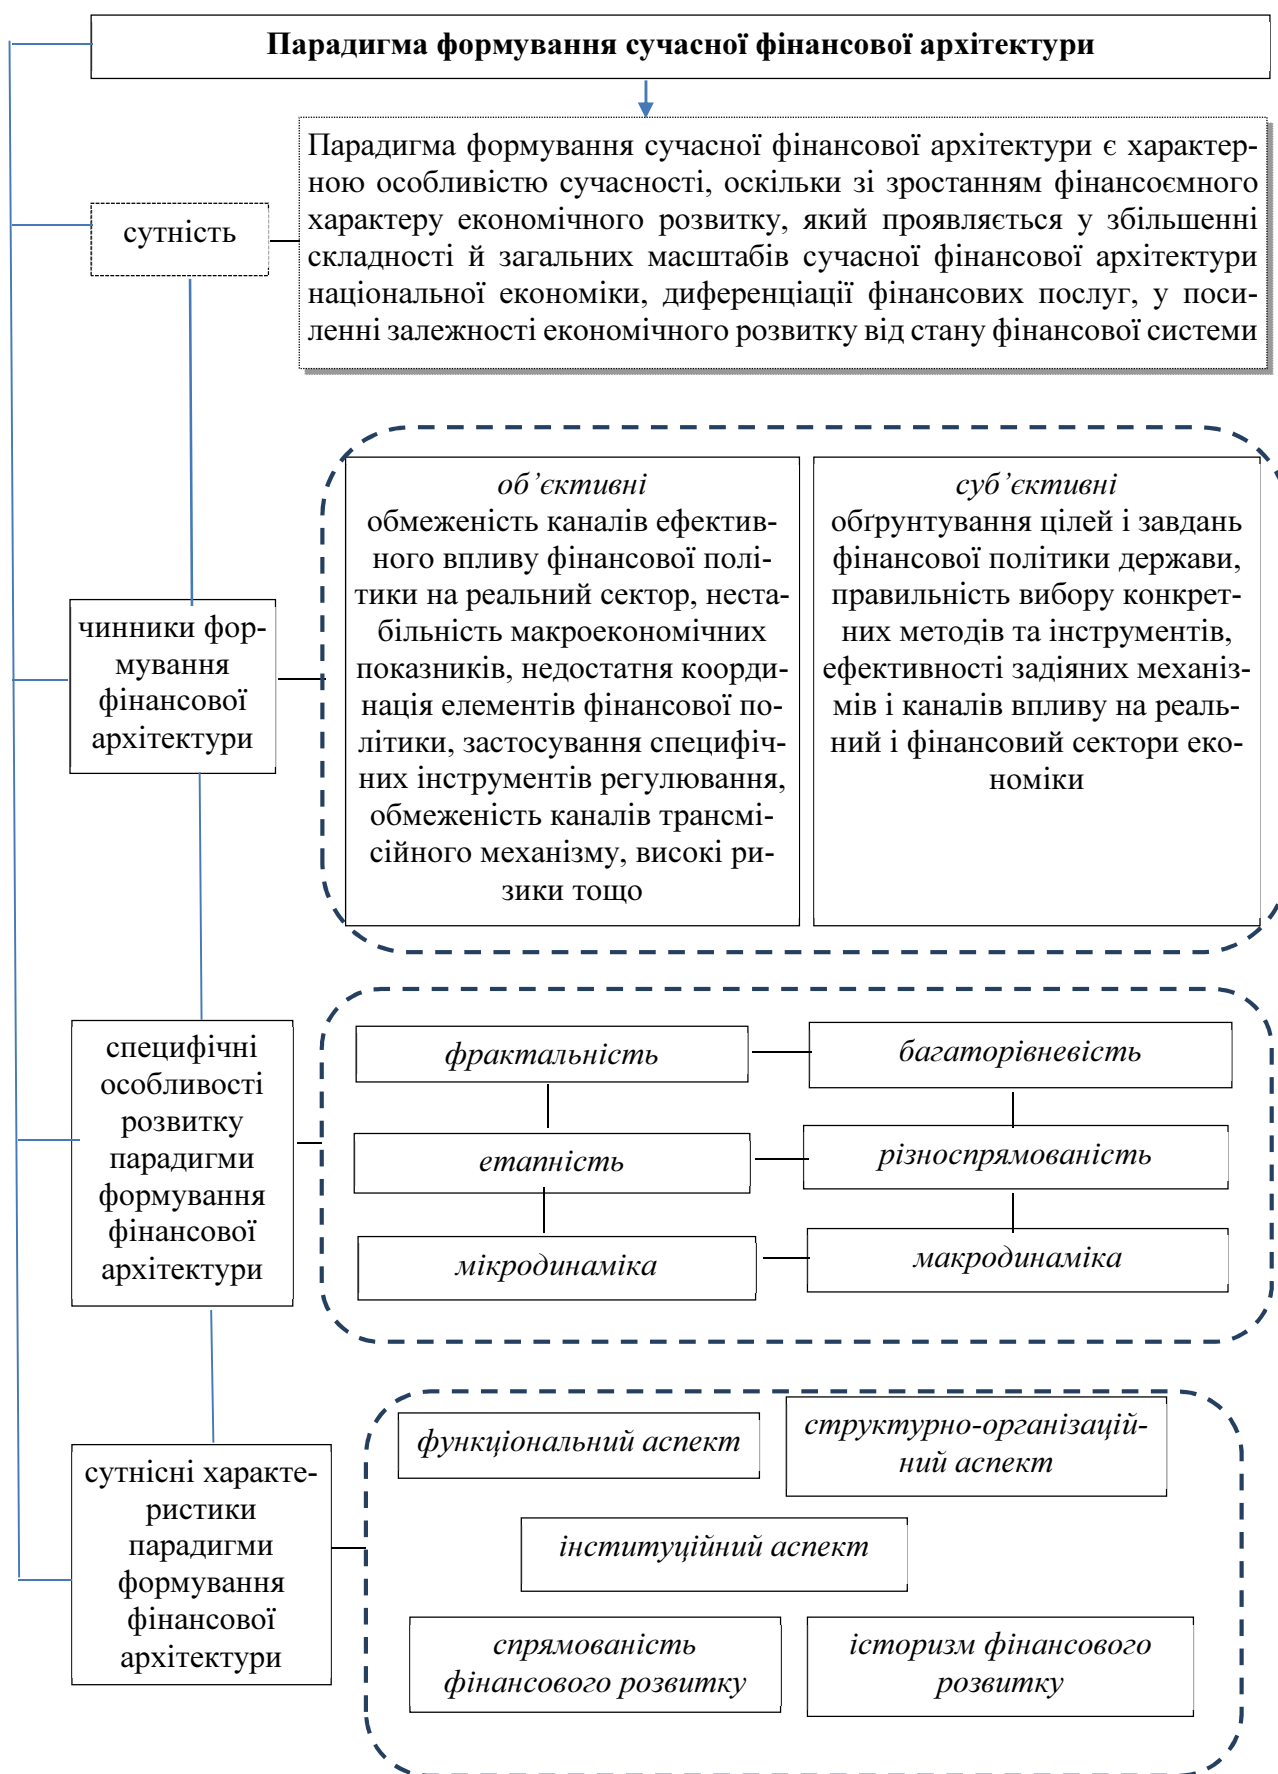 Парадигма формування сучасної фінансової архітектури
Парадигма формування сучасної фінансової архітектури є характер-
ною особливістю сучасності, оскільки зі зростанням фінансоємного
характеру економічного розвитку, який проявляється у збільшенні
складності й загальних масштабів сучасної фінансової архітектури
національної економіки, диференціації фінансових послуг, у поси-
ленні залежності економічного розвитку від стану фінансової системи
сутність
об’єктивні
обмеженість каналів ефектив-
ного впливу фінансової полі-
тики на реальний сектор, неста-
більність макроекономічних
показників, недостатня коорди-
нація елементів фінансової по-
літики, застосування специфіч-
них інструментів регулювання,
обмеженість каналів трансмі-
сійного механізму, високі ри-
зики тощо
суб’єктивні
обґрунтування цілей і завдань
фінансової політики держави,
правильність вибору конкрет-
них методів та інструментів,
ефективності задіяних механіз-
мів і каналів впливу на реаль-
ний і фінансовий сектори еко-
номіки
чинники фор-
мування
фінансової
архітектури
специфічні
особливості
розвитку
парадигми
формування
фінансової
архітектури
фрактальність
багаторівневість
етапність
різноспрямованість
мікродинаміка
макродинаміка
сутнісні характе-
ристики
парадигми
формування
фінансової
архітектури
функціональний аспект
структурно-організацій-
ний аспект
інституційний аспект
спрямованість
фінансового розвитку
історизм фінансового
розвитку